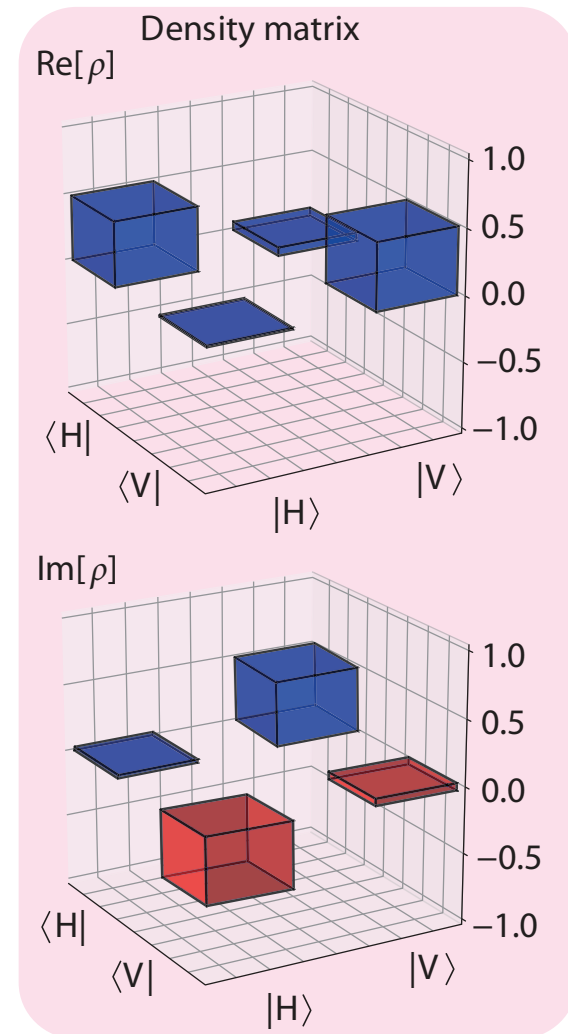 Density matrix
Re[ρ]
1.0
0.5
0.0
−0.5
−1.0
⟨H|
⟨V|
|H⟩
|V⟩
Im[ρ]
1.0
0.5
0.0
−0.5
−1.0
⟨H|
⟨V|
|H⟩
|V⟩